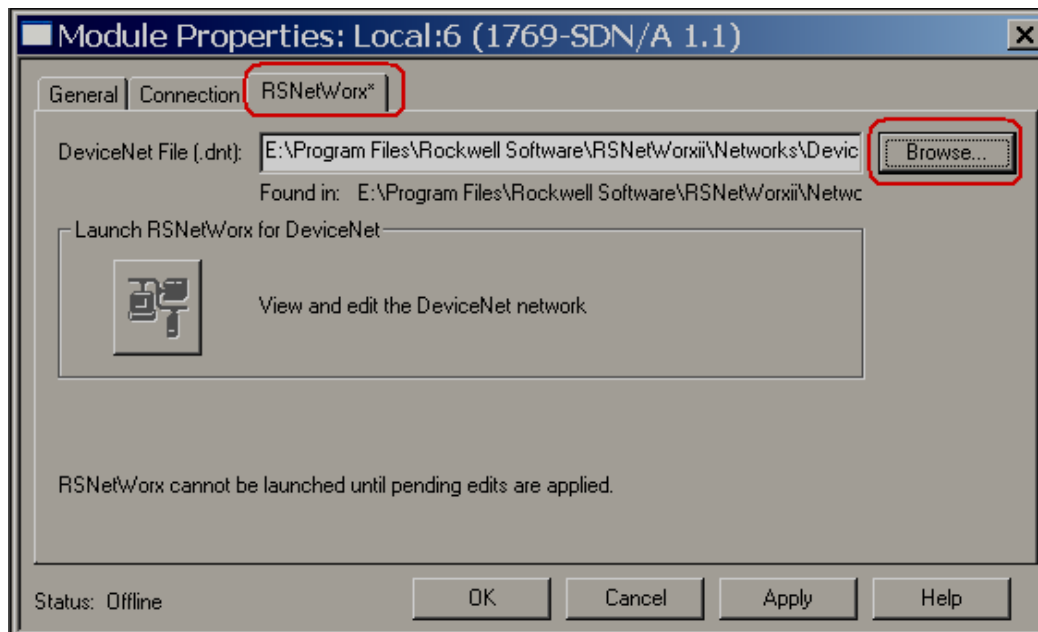 Module Properties: Local:6 (1769-SDN/A 1.1)
General Connection RSNetWorx*
DeviceNet File (.dnt): E:\Program Files\Rockwell Software\RSNetWorxii\Networks\Devic Browse...
Found in: E:\Program Files\Rockwell Software\RSNetWorxii\Netwc
Launch RSNetWorx for DeviceNet
View and edit the DeviceNet network
RSNetWorx cannot be launched until pending edits are applied.
Status: Offline OK Cancel Apply Help